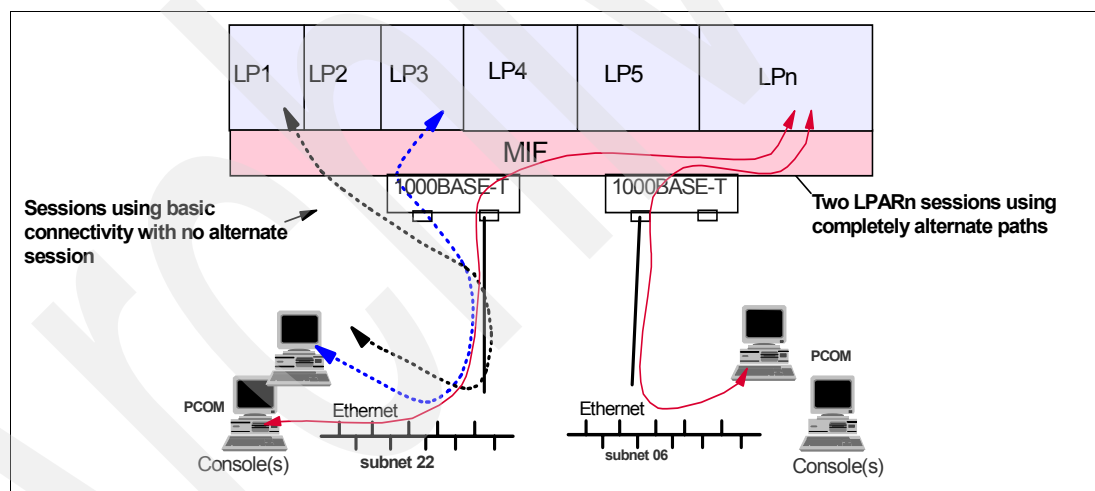 LP1
LP2
LP3
LP4
LP5
LPn
MIF
1000BASE-T
1000BASE-T
Sessions using basic
connectivity with no alternate
session
Two LPARn sessions using
completely alternate paths
PCOM
Console(s)
Ethernet
subnet 22
Ethernet
subnet 06
PCOM
Console(s)